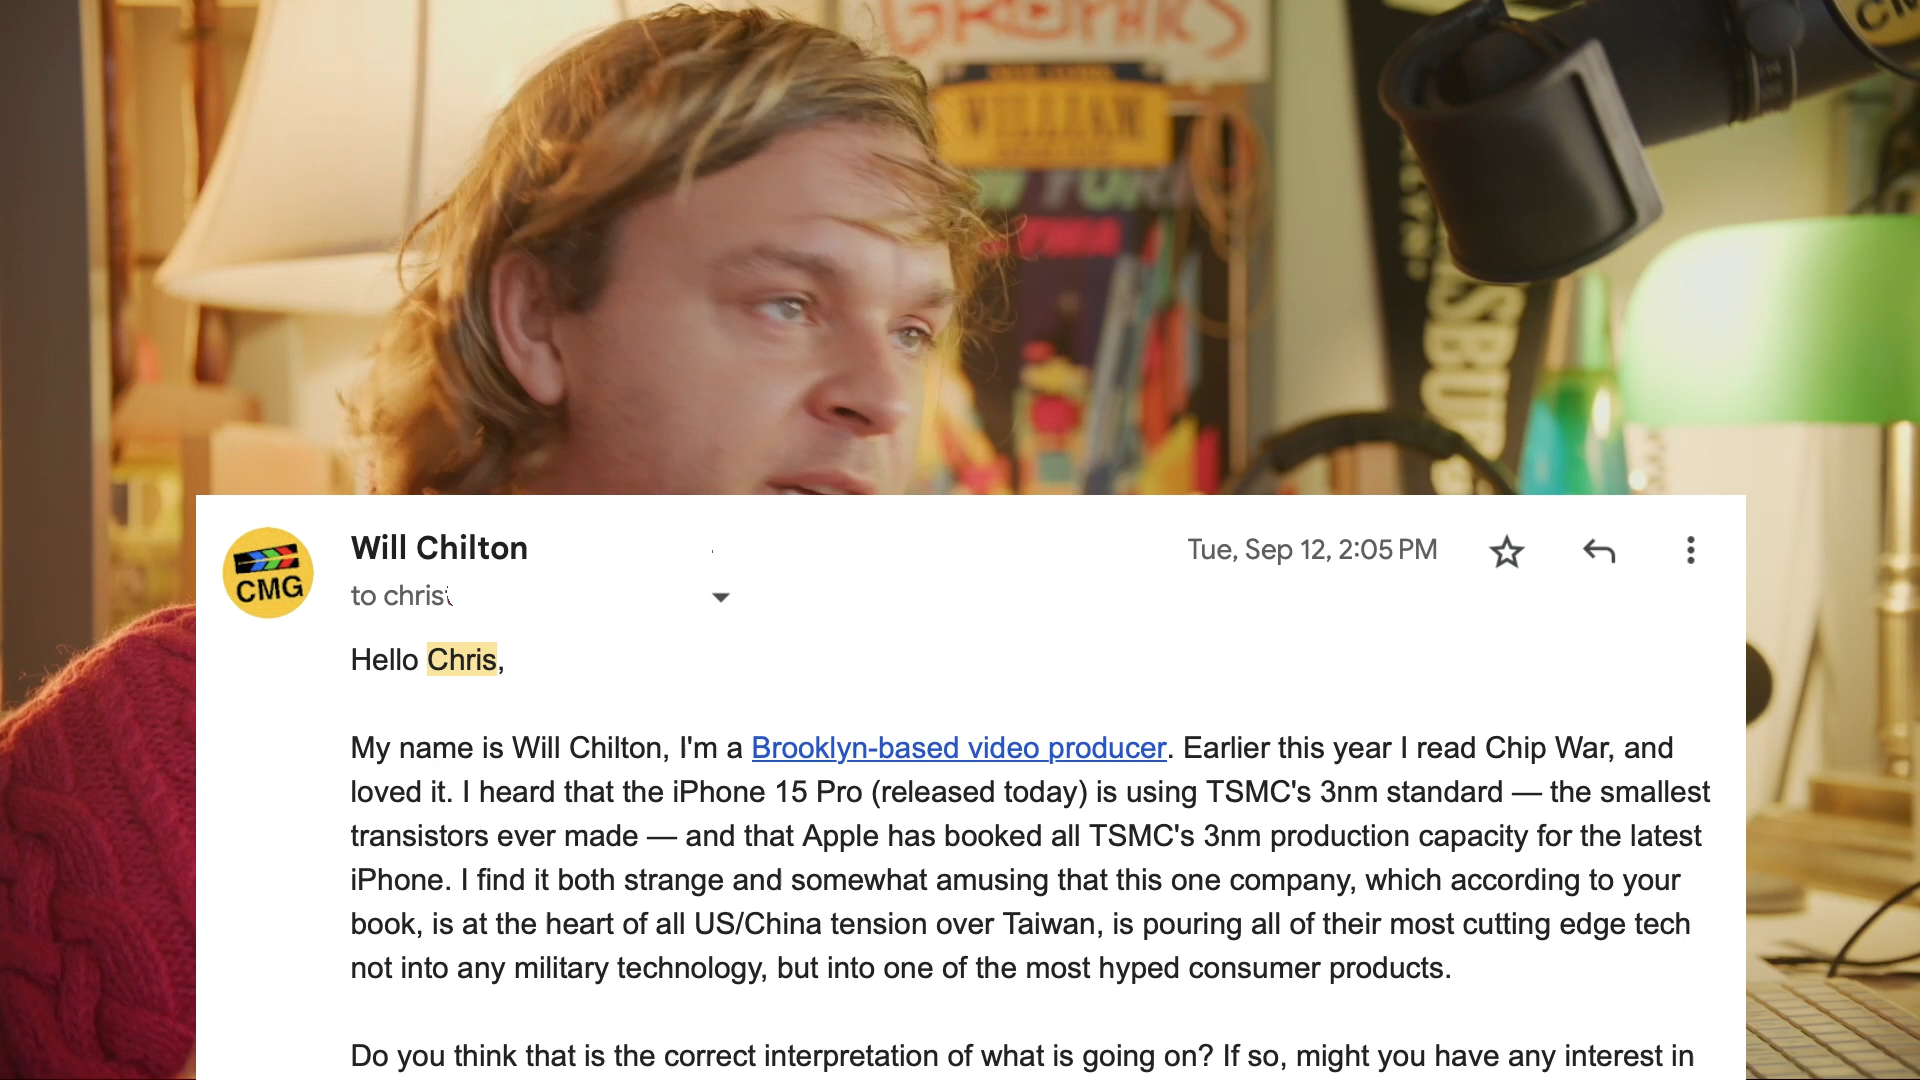 GRAPHICS
CM
WILLIAM
NEW YORK
Will Chilton
Tue, Sep 12, 2:05 PM
CMG
to chris
Hello Chris,
My name is Will Chilton, I'm a Brooklyn-based video producer. Earlier this year I read Chip War, and
loved it. I heard that the iPhone 15 Pro (released today) is using TSMC's 3nm standard — the smallest
transistors ever made — and that Apple has booked all TSMC's 3nm production capacity for the latest
iPhone. I find it both strange and somewhat amusing that this one company, which according to your
book, is at the heart of all US/China tension over Taiwan, is pouring all of their most cutting edge tech
not into any military technology, but into one of the most hyped consumer products.
Do you think that is the correct interpretation of what is going on? If so, might you have any interest in